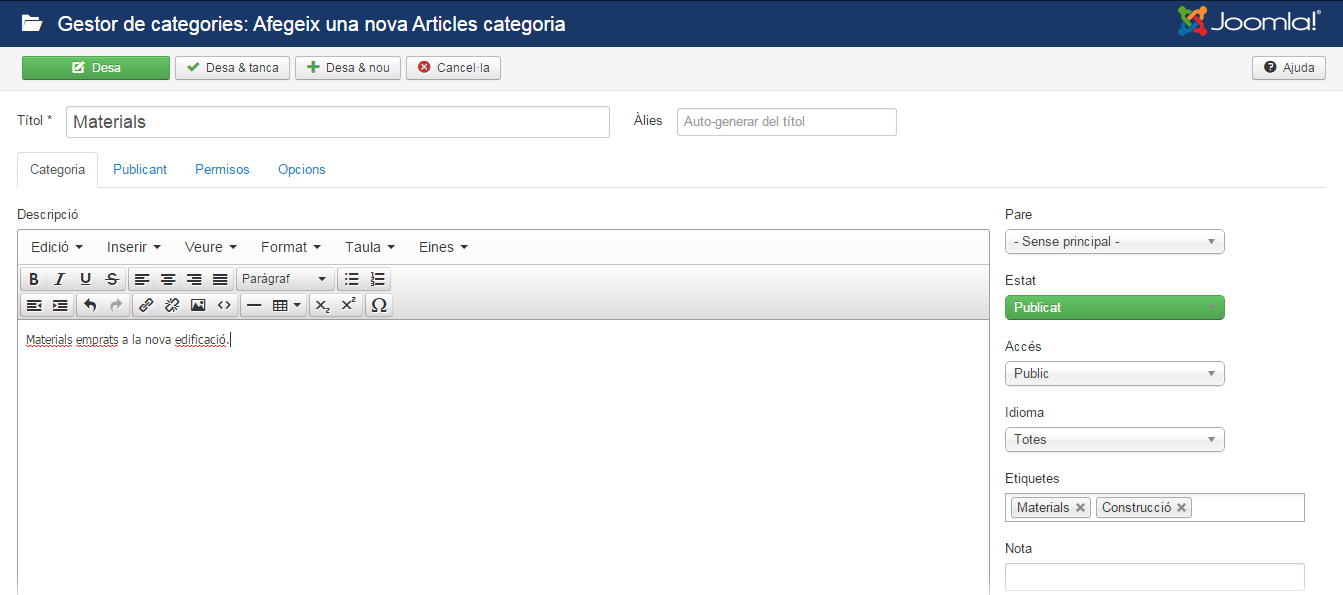 Gestor de categories: Afegeix una nova Articles categoria
Joomla!®
Desa
Desa & tanca
Desa & nou
Cancel·la
Ajuda
Títol *
Materials
Àlies
Auto-generar del títol
Categoria
Publicant
Permisos
Opcions
Descripció
Edició
Inserir
Veure
Format
Taula
Eines
B I U S
Paràgraf
Materials emprats a la nova edificació.
Pare
- Sense principal -
Estat
Publicat
Accés
Public
Idioma
Totes
Etiquetes
Materials
Construcció
Nota